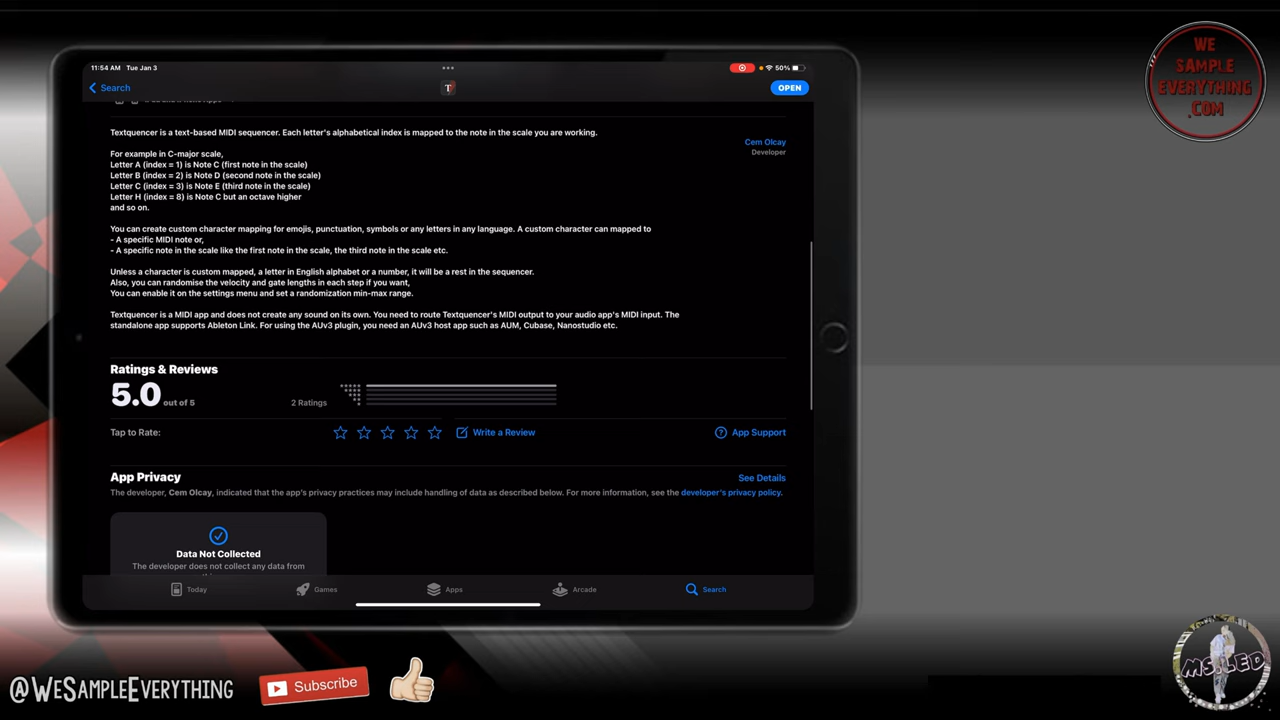 WE
SAMPLE
EVERYTHING
.COM
11:54 AM Tue Jan 3
50%
Search
T
OPEN
Textquencer is a text-based MIDI sequencer. Each letter's alphabetical index is mapped to the note in the scale you are working.
Cem Olcay
Developer
For example in C-major scale,
Letter A (index = 1) is Note C (first note in the scale)
Letter B (index = 2) is Note D (second note in the scale)
Letter C (index = 3) is Note E (third note in the scale)
Letter H (index = 8) is Note C but an octave higher
and so on.
You can create custom character mapping for emojis, punctuation, symbols or any letters in any language. A custom character can mapped to
- A specific MIDI note or,
- A specific note in the scale like the first note in the scale, the third note in the scale etc.
Unless a character is custom mapped, a letter in English alphabet or a number, it will be a rest in the sequencer.
Also, you can randomise the velocity and gate lengths in each step if you want,
You can enable it on the settings menu and set a randomization min-max range.
Textquencer is a MIDI app and does not create any sound on its own. You need to route Textquencer's MIDI output to your audio app's MIDI input. The
standalone app supports Ableton Link. For using the AUv3 plugin, you need an AUv3 host app such as AUM, Cubase, Nanostudio etc.
Ratings & Reviews
5.0 out of 5
2 Ratings
Tap to Rate:
Write a Review
App Support
App Privacy
See Details
The developer, Cem Olcay, indicated that the app's privacy practices may include handling of data as described below. For more information, see the developer's privacy policy.
Data Not Collected
The developer does not collect any data from
Today
Games
Apps
Arcade
Search
@WeSampleEverything
Subscribe
MS.LED